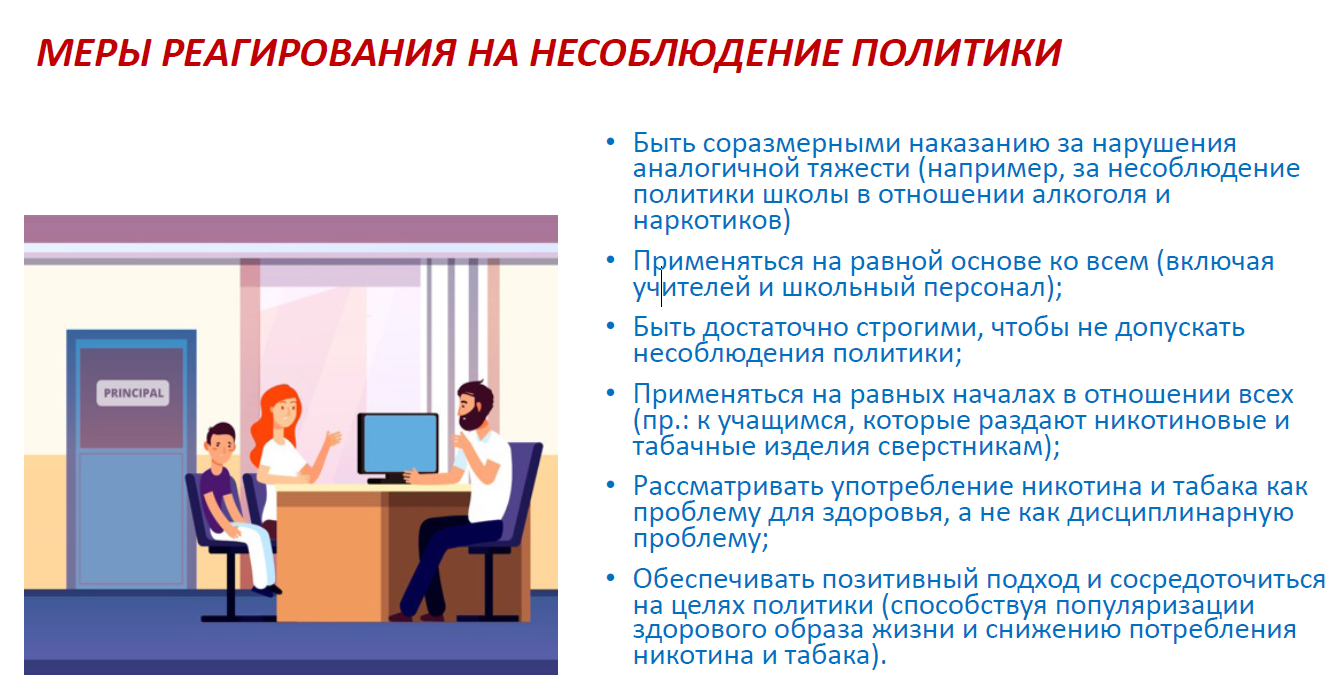 МЕРЫ РЕАГИРОВАНИЯ НА НЕСОБЛЮДЕНИЕ ПОЛИТИКИ
PRINCIPAL
• Быть соразмерными наказанию за нарушения
аналогичной тяжести (например, за несоблюдение
политики школы в отношении алкоголя и
наркотиков)
• Применяться на равной основе ко всем (включая
учителей и школьный персонал);
• Быть достаточно строгими, чтобы не допускать
несоблюдения политики;
• Применяться на равных началах в отношении всех
(пр.: к учащимся, которые раздают никотиновые и
табачные изделия сверстникам);
• Рассматривать употребление никотина и табака как
проблему для здоровья, а не как дисциплинарную
проблему;
• Обеспечивать позитивный подход и сосредоточиться
на целях политики (способствуя популяризации
здорового образа жизни и снижению потребления
никотина и табака).